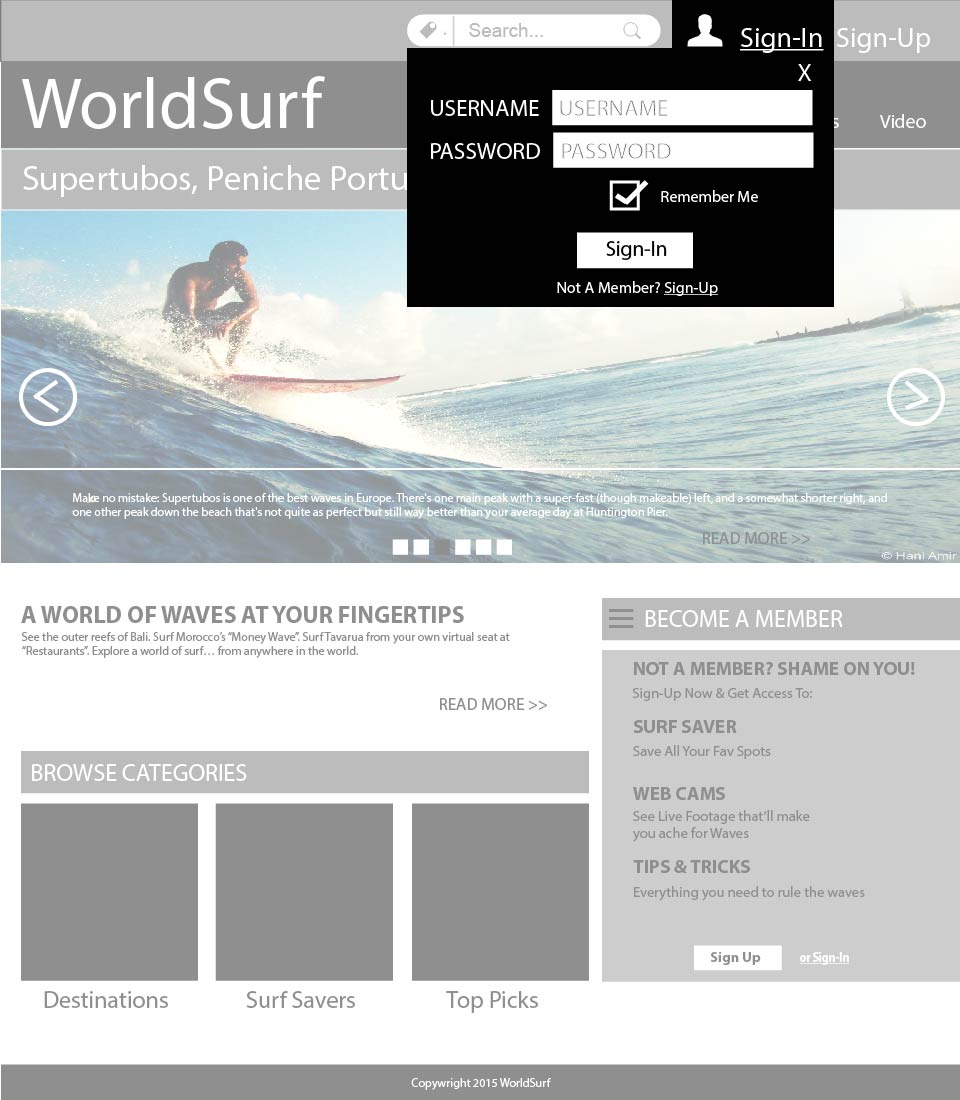 Search...
Sign-In
Sign-Up
X
WorldSurf
USERNAME
USERNAME
s
Video
PASSWORD
PASSWORD
Supertubos, Peniche Portu
Remember Me
Sign-In
Not A Member? Sign-Up
Make no mistake: Supertubos is one of the best waves in Europe. There's one main peak with a super-fast (though makeable) left, and a somewhat shorter right, and
one other peak down the beach that's not quite as perfect but still way better than your average day at Huntington Pier.
READ MORE >>
© Hani Amir
A WORLD OF WAVES AT YOUR FINGERTIPS
See the outer reefs of Bali. Surf Morocco's “Money Wave”. Surf Tavarua from your own virtual seat at
“Restaurants”. Explore a world of surf… from anywhere in the world.
READ MORE >>
BROWSE CATEGORIES
Destinations
Surf Savers
Top Picks
BECOME A MEMBER
NOT A MEMBER? SHAME ON YOU!
Sign-Up Now & Get Access To:
SURF SAVER
Save All Your Fav Spots
WEB CAMS
See Live Footage that'll make
you ache for Waves
TIPS & TRICKS
Everything you need to rule the waves
Sign Up
or Sign-In
Copywright 2015 WorldSurf